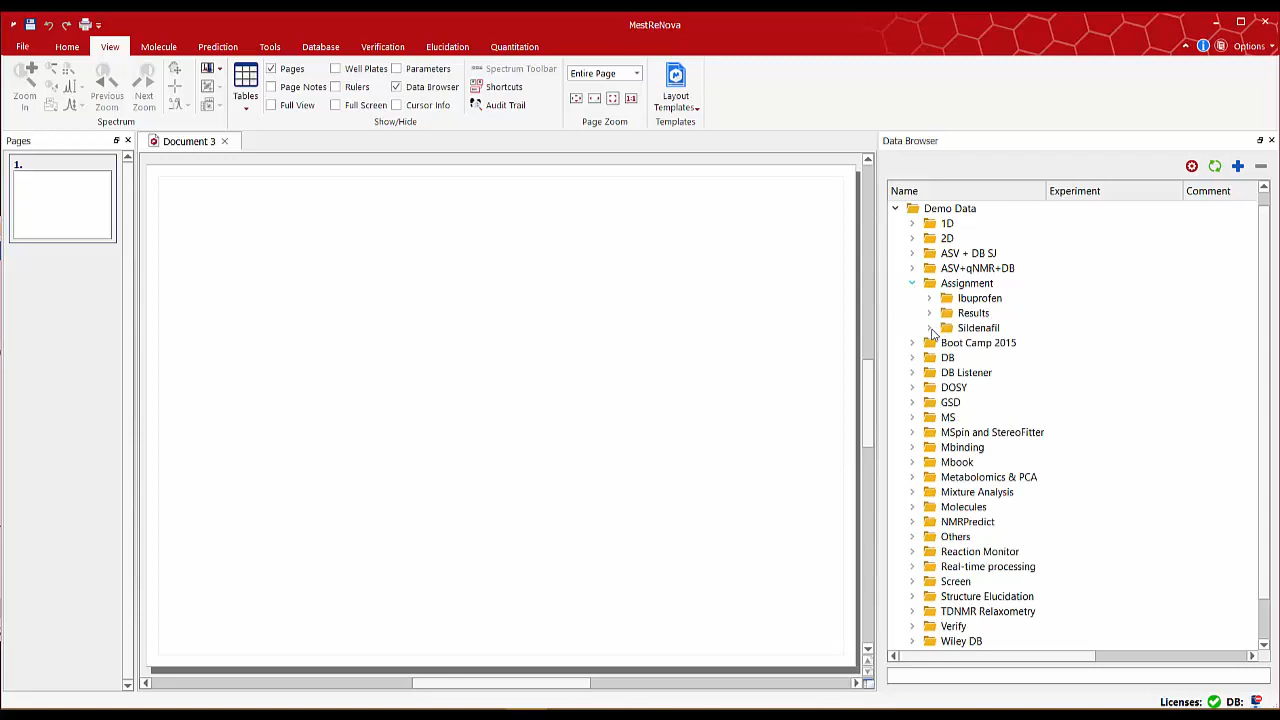 MestReNova
File Home View Molecule Prediction Tools Database Verification Elucidation Quantitation Options
Zoom In
Previous Zoom
Next Zoom
Spectrum
Tables
Pages Well Plates Parameters
Page Notes Rulers Data Browser
Full View Full Screen Cursor Info
Spectrum Toolbar
Shortcuts
Audit Trail
Show/Hide
Entire Page
1:1
Page Zoom
Layout Templates
Templates
Pages
Document 3
Data Browser
1.
Name Experiment Comment
Demo Data
1D
2D
ASV + DB SJ
ASV+qNMR+DB
Assignment
Ibuprofen
Results
Sildenafil
Boot Camp 2015
DB
DB Listener
DOSY
GSD
MS
MSpin and StereoFitter
Mbinding
Mbook
Metabolomics & PCA
Mixture Analysis
Molecules
NMRPredict
Others
Reaction Monitor
Real-time processing
Screen
Structure Elucidation
TDNMR Relaxometry
Verify
Wiley DB
Licenses: DB: